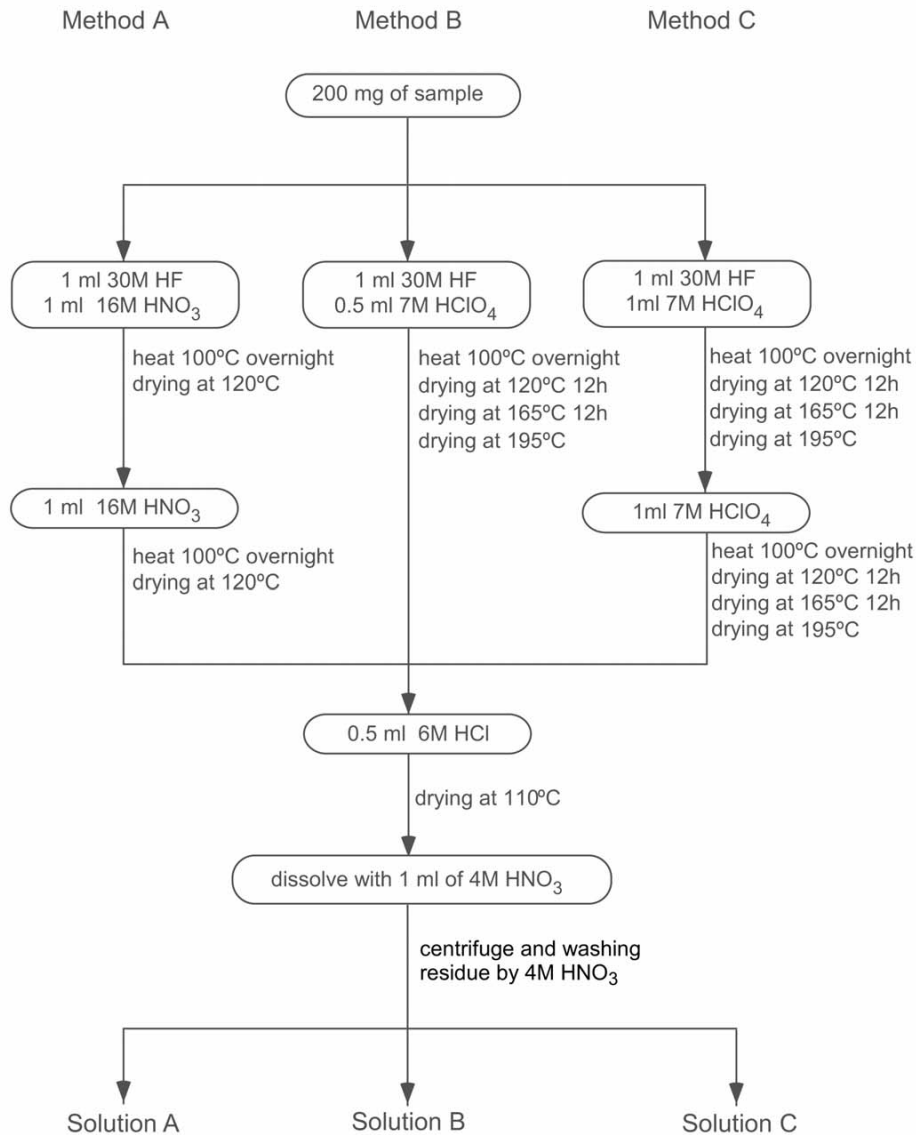 Method A
Method B
Method C
200 mg of sample
1 ml 30M HF
1 ml 16M HNO3
1 ml 30M HF
0.5 ml 7M HClO4
1 ml 30M HF
1ml 7M HClO4
heat 100ºC overnight
drying at 120ºC
heat 100ºC overnight
drying at 120ºC 12h
drying at 165ºC 12h
drying at 195ºC
heat 100ºC overnight
drying at 120ºC 12h
drying at 165ºC 12h
drying at 195ºC
1 ml 16M HNO3
1ml 7M HClO4
heat 100ºC overnight
drying at 120ºC
heat 100ºC overnight
drying at 120ºC 12h
drying at 165ºC 12h
drying at 195ºC
0.5 ml 6M HCl
drying at 110ºC
dissolve with 1 ml of 4M HNO3
centrifuge and washing
residue by 4M HNO3
Solution A
Solution B
Solution C